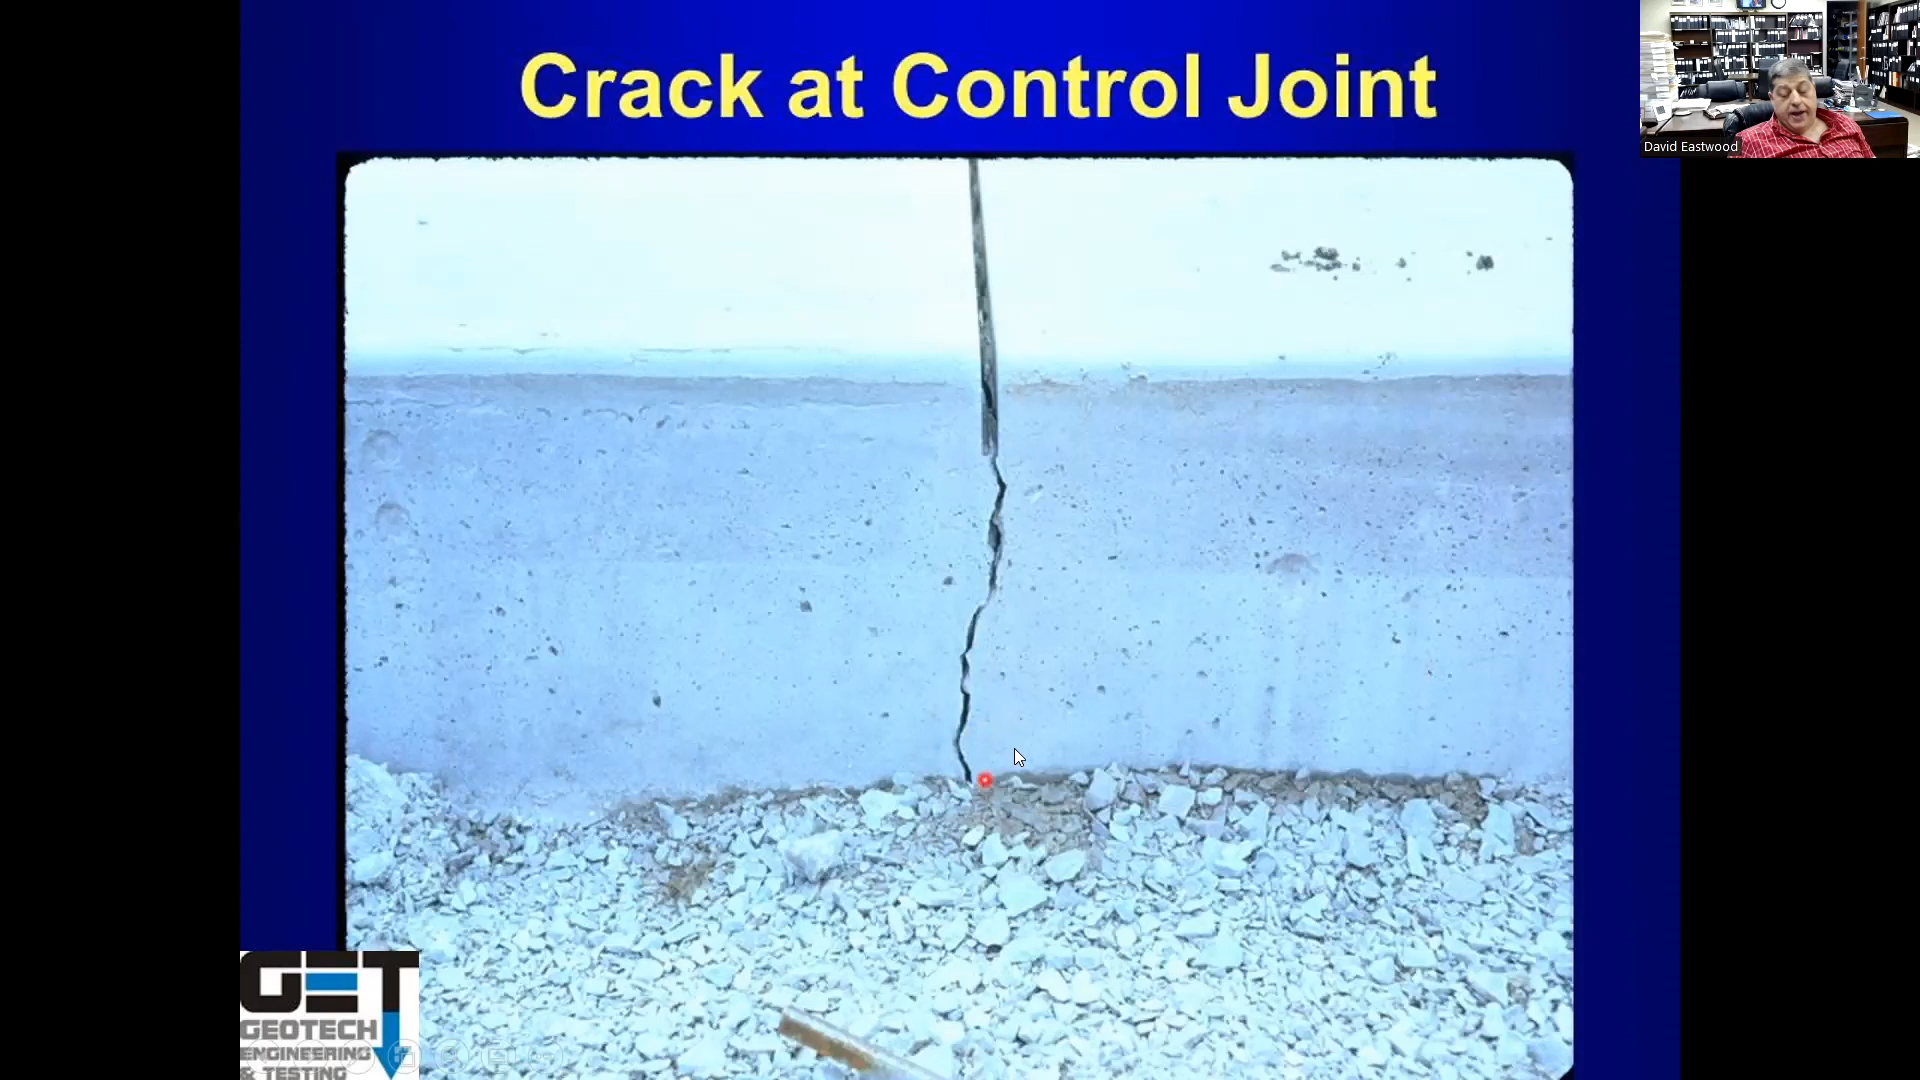 Crack at Control Joint
David Eastwood
GET
GEOTECH
ENGINEERING
& TESTING